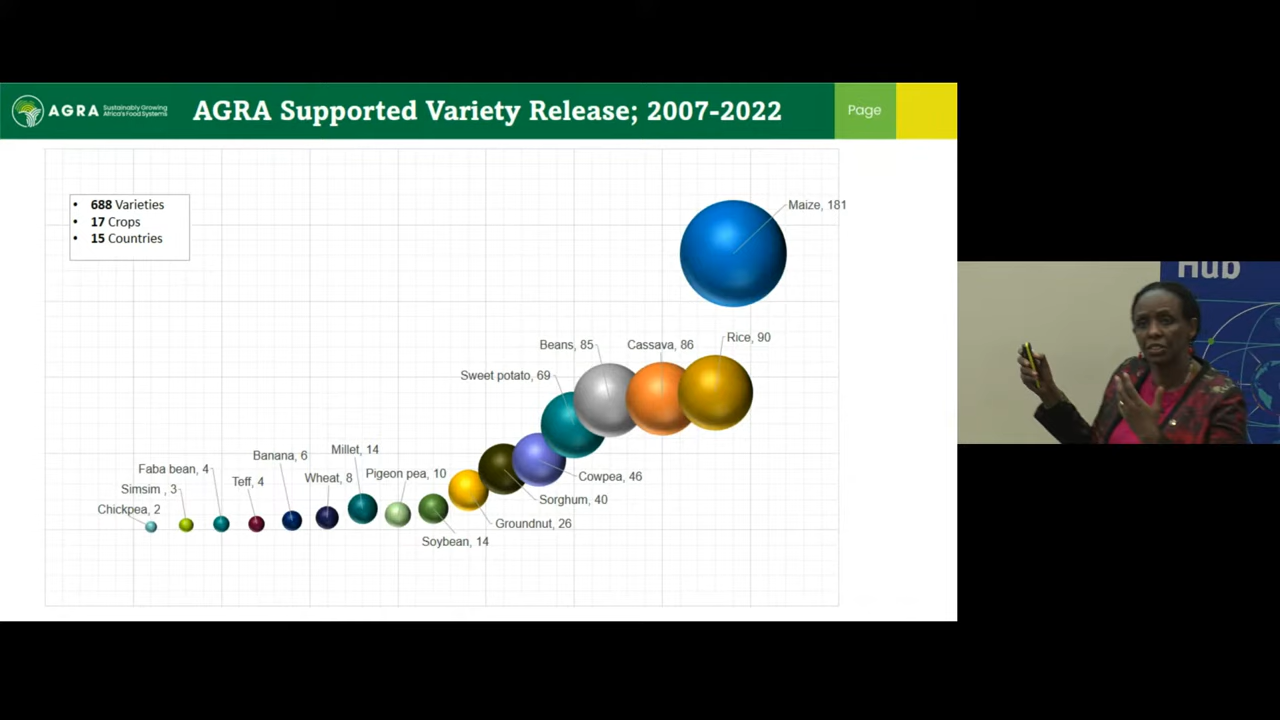 AGRA
Sustainably Growing
Africa's Food Systems
AGRA Supported Variety Release; 2007-2022
Page
• 688 Varieties
• 17 Crops
• 15 Countries
Maize, 181
Rice, 90
Cassava, 86
Beans, 85
Sweet potato, 69
Cowpea, 46
Sorghum, 40
Groundnut, 26
Soybean, 14
Pigeon pea, 10
Millet, 14
Wheat, 8
Banana, 6
Teff, 4
Faba bean, 4
Simsim , 3
Chickpea, 2
Hub